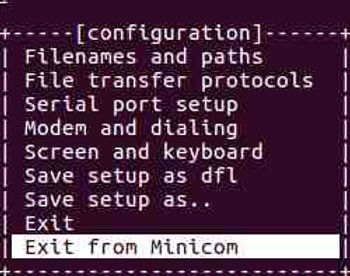 +-----[configuration]------+
| Filenames and paths      |
| File transfer protocols  |
| Serial port setup        |
| Modem and dialing        |
| Screen and keyboard      |
| Save setup as dfl        |
| Save setup as..          |
| Exit                     |
| Exit from Minicom        |
+--------------------------+